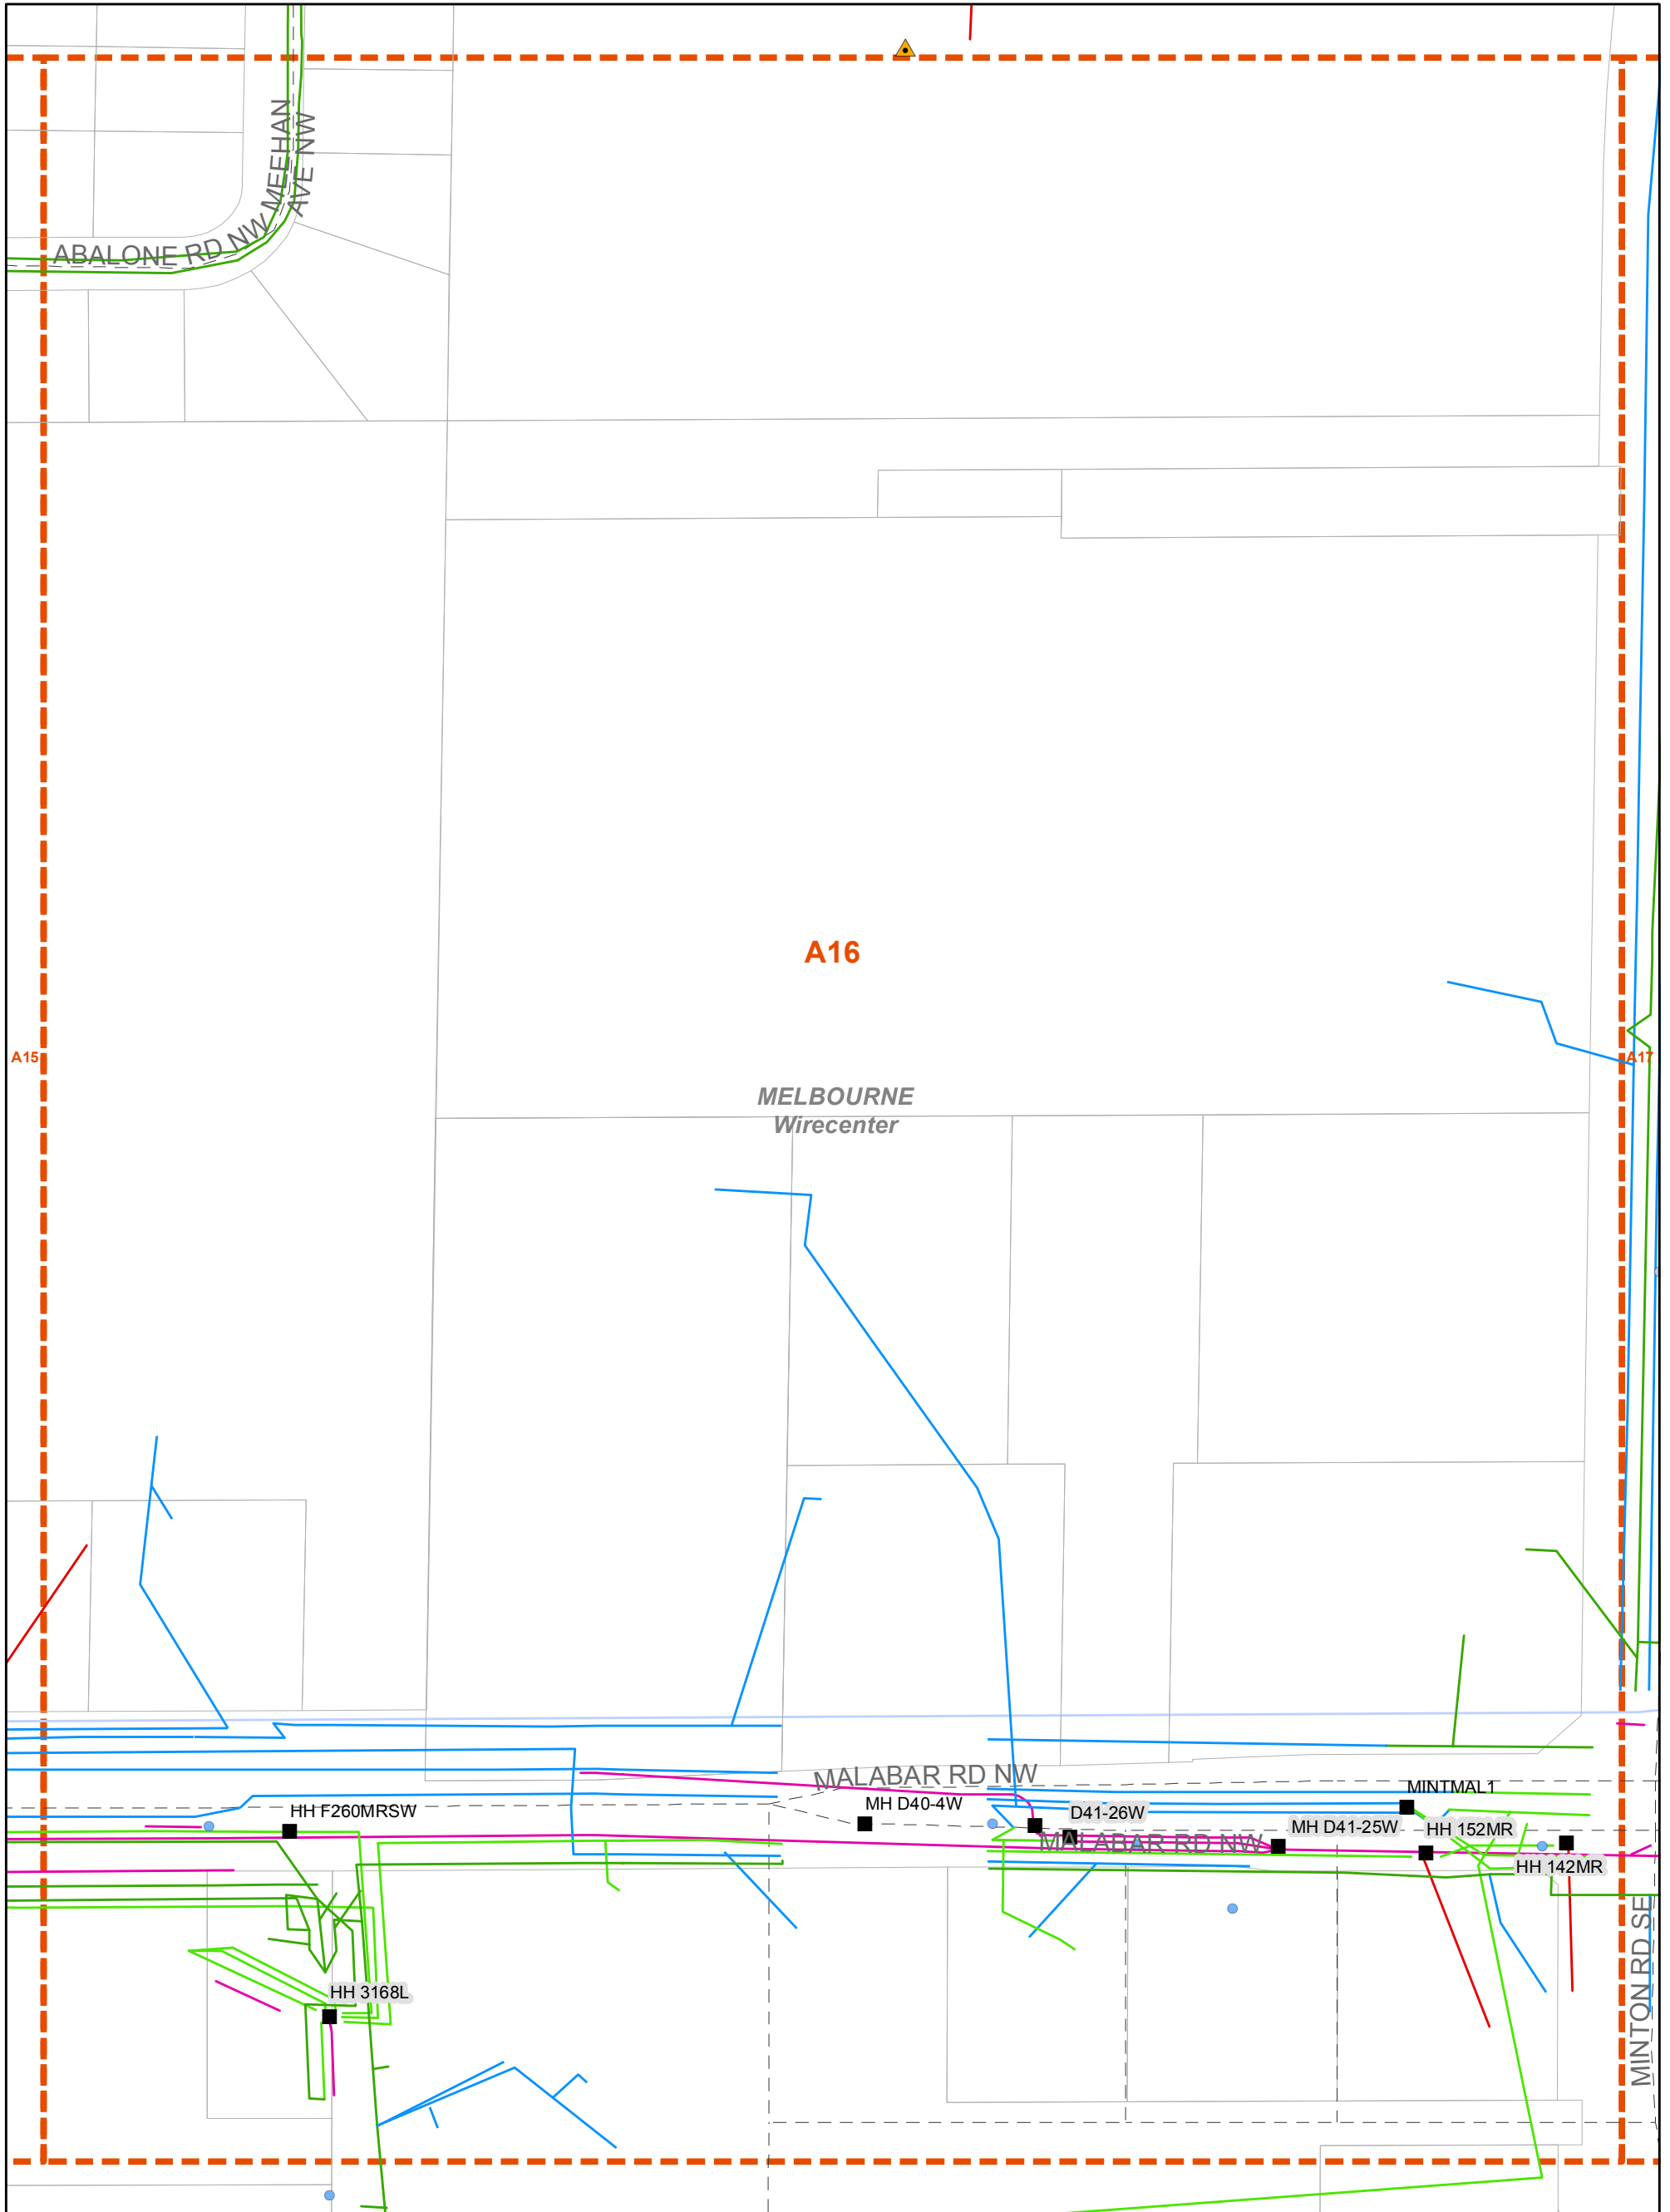 MEEHAN
AVE NW
ABALONE RD NW
A16
A15
A17
MELBOURNE
Wirecenter
MALABAR RD NW
MINTMAL1
MH D40-4W
HH F260MRSW
D41-26W
MH D41-25W
HH 152MR
MALABAR RD NW
HH 142MR
HH 3168L
MINTON RD SE